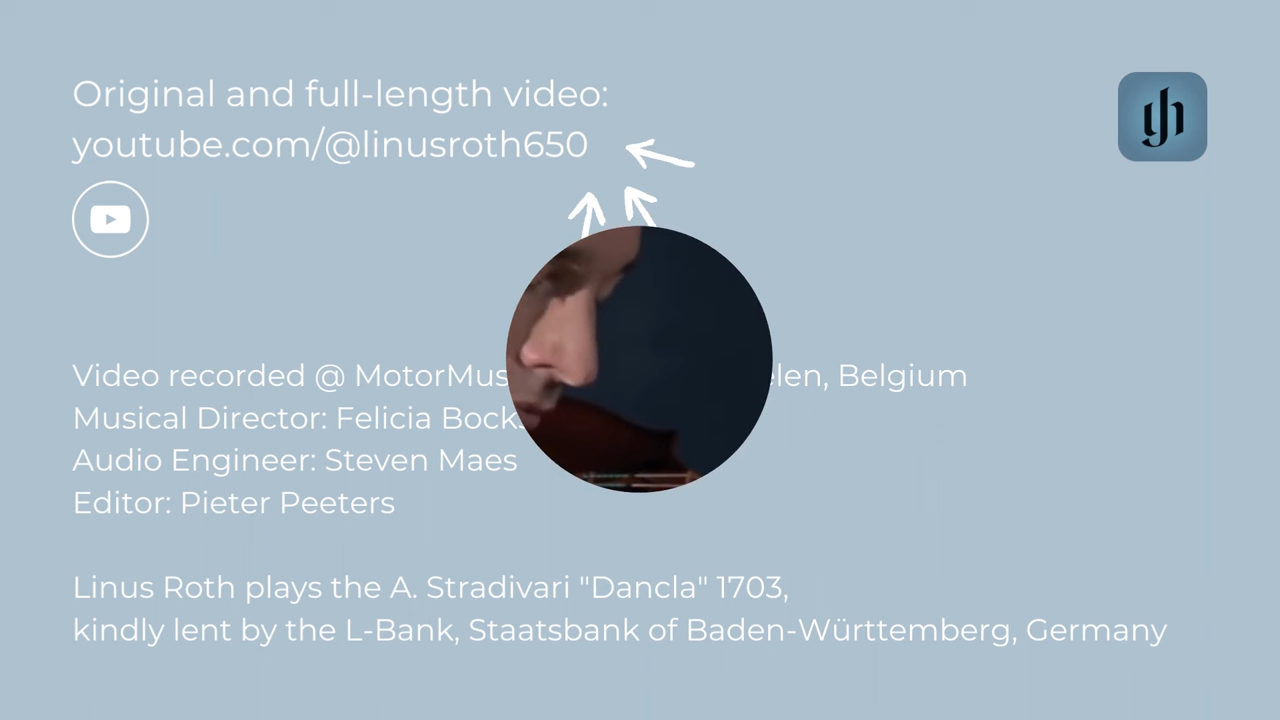 Original and full-length video:
youtube.com/@linusroth650
Video recorded @ MotorMus elen, Belgium
Musical Director: Felicia Bocks
Audio Engineer: Steven Maes
Editor: Pieter Peeters
Linus Roth plays the A. Stradivari "Dancla" 1703,
kindly lent by the L-Bank, Staatsbank of Baden-Württemberg, Germany